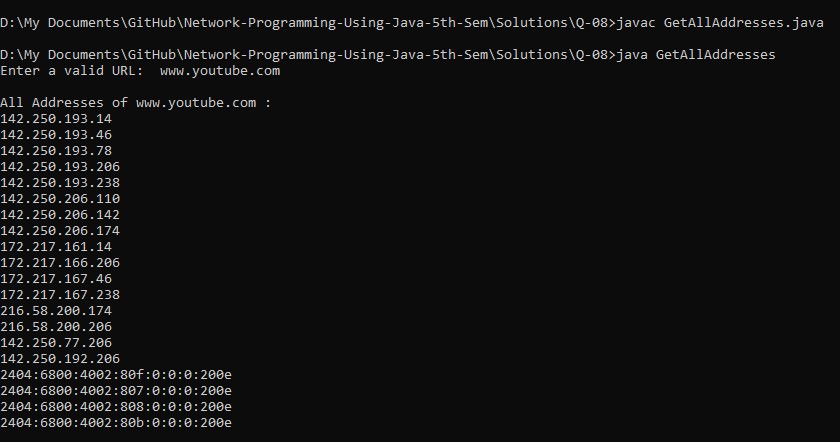 D:\My Documents\GitHub\Network-Programming-Using-Java-5th-Sem\Solutions\Q-08>javac GetAllAddresses.java
D:\My Documents\GitHub\Network-Programming-Using-Java-5th-Sem\Solutions\Q-08>java GetAllAddresses
Enter a valid URL:  www.youtube.com
All Addresses of www.youtube.com :
142.250.193.14
142.250.193.46
142.250.193.78
142.250.193.206
142.250.193.238
142.250.206.110
142.250.206.142
142.250.206.174
172.217.161.14
172.217.166.206
172.217.167.46
172.217.167.238
216.58.200.174
216.58.200.206
142.250.77.206
142.250.192.206
2404:6800:4002:80f:0:0:0:200e
2404:6800:4002:807:0:0:0:200e
2404:6800:4002:808:0:0:0:200e
2404:6800:4002:80b:0:0:0:200e